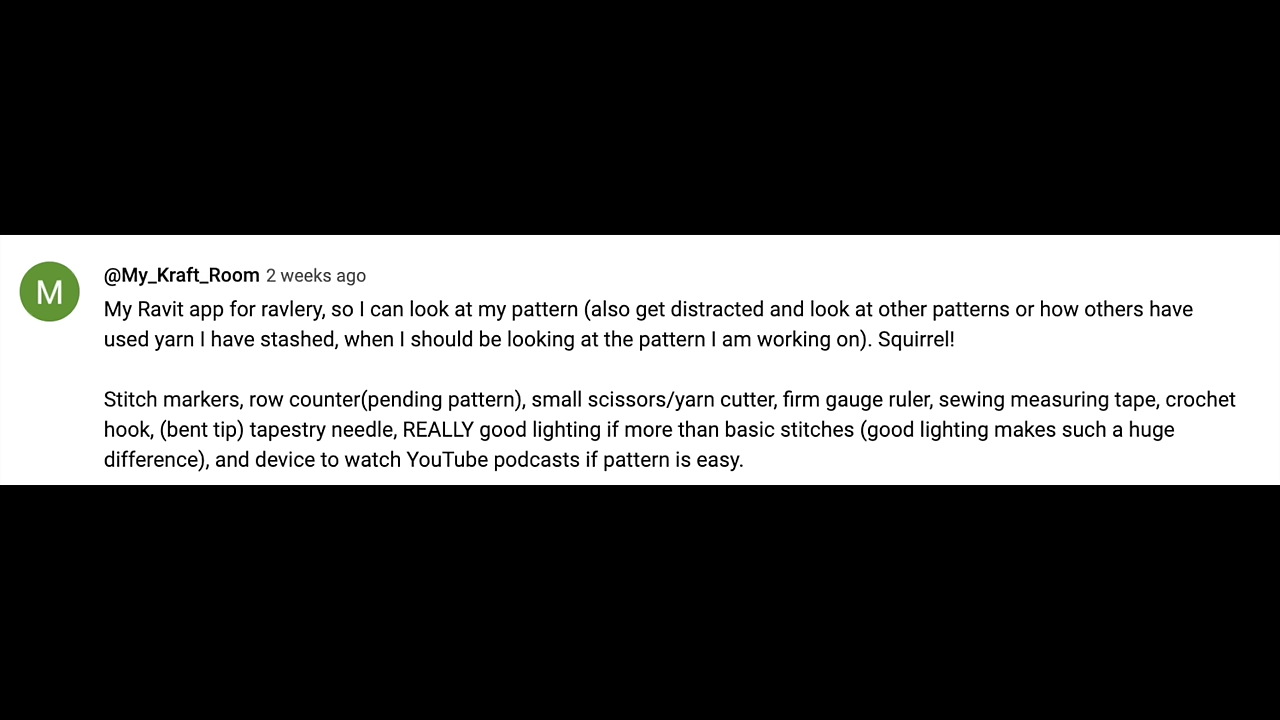 M
@My_Kraft_Room 2 weeks ago
My Ravit app for ravlery, so I can look at my pattern (also get distracted and look at other patterns or how others have
used yarn I have stashed, when I should be looking at the pattern I am working on). Squirrel!
Stitch markers, row counter(pending pattern), small scissors/yarn cutter, firm gauge ruler, sewing measuring tape, crochet
hook, (bent tip) tapestry needle, REALLY good lighting if more than basic stitches (good lighting makes such a huge
difference), and device to watch YouTube podcasts if pattern is easy.